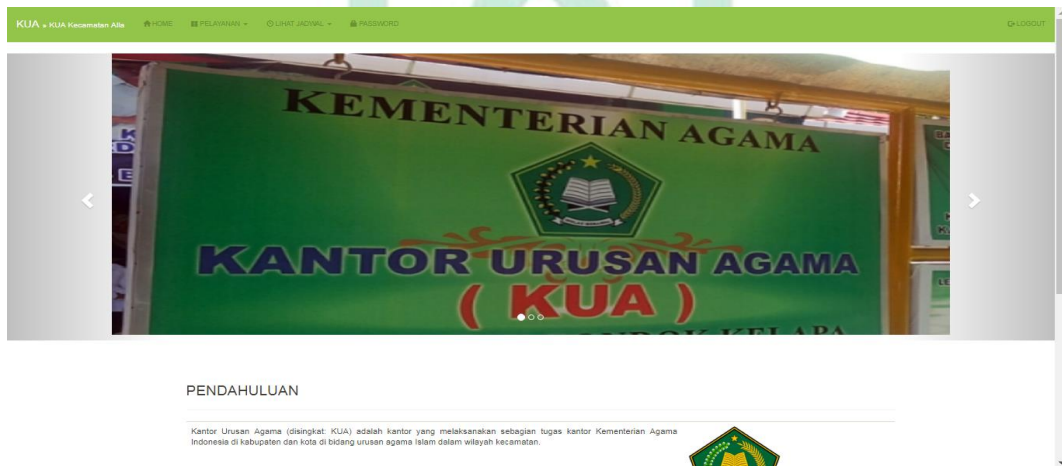 KUA » KUA Kecamatan Alla HOME PELAYANAN LIHAT JADWAL PASSWORD LOGOUT
KEMENTERIAN AGAMA
KANTOR URUSAN AGAMA
( KUA )
PENDAHULUAN
Kantor Urusan Agama (disingkat: KUA) adalah kantor yang melaksanakan sebagian tugas kantor Kementerian Agama
Indonesia di kabupaten dan kota di bidang urusan agama Islam dalam wilayah kecamatan.